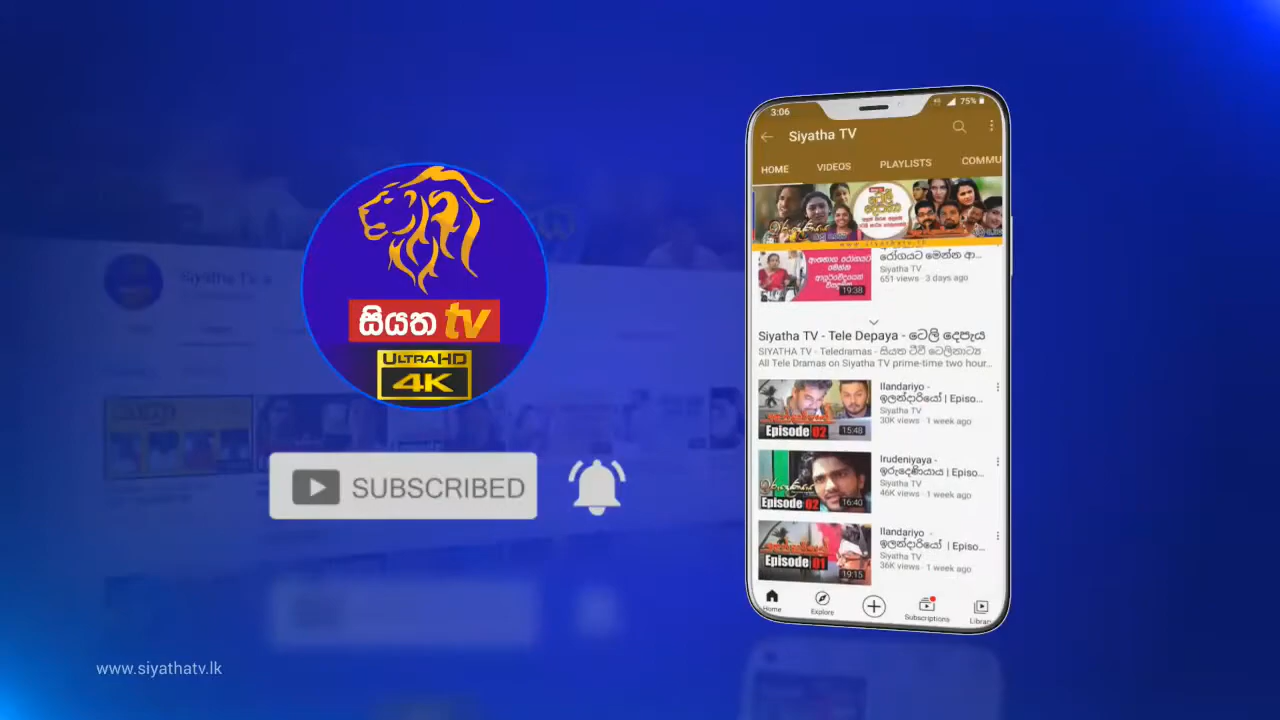 සියත tv
ULTRA HD
4K
SUBSCRIBED
www.siyathatv.lk
3:06
75%
Siyatha TV
HOME VIDEOS PLAYLISTS COMMU
ටෙලි
දෙපැය
www.siyathatv.lk
රෝගයට මෙන්න ආ...
Siyatha TV
651 views · 3 days ago
19:38
Siyatha TV - Tele Depaya - ටෙලි දෙපැය
SIYATHA TV - Teledramas - සියත ටීවී ටෙලිනාට්‍ය
All Tele Dramas on Siyatha TV prime-time two hour...
Episode 02
15:48
Ilandariyo -
ඉලන්දාරියෝ | Episo...
Siyatha TV
30K views · 1 week ago
Episode 02
16:40
Irudeniyaya -
ඉරුදෙණියාය | Episo...
Siyatha TV
46K views · 1 week ago
Episode 01
19:15
Ilandariyo -
ඉලන්දාරියෝ | Episo...
Siyatha TV
36K views · 1 week ago
Home Explore Subscriptions Librar